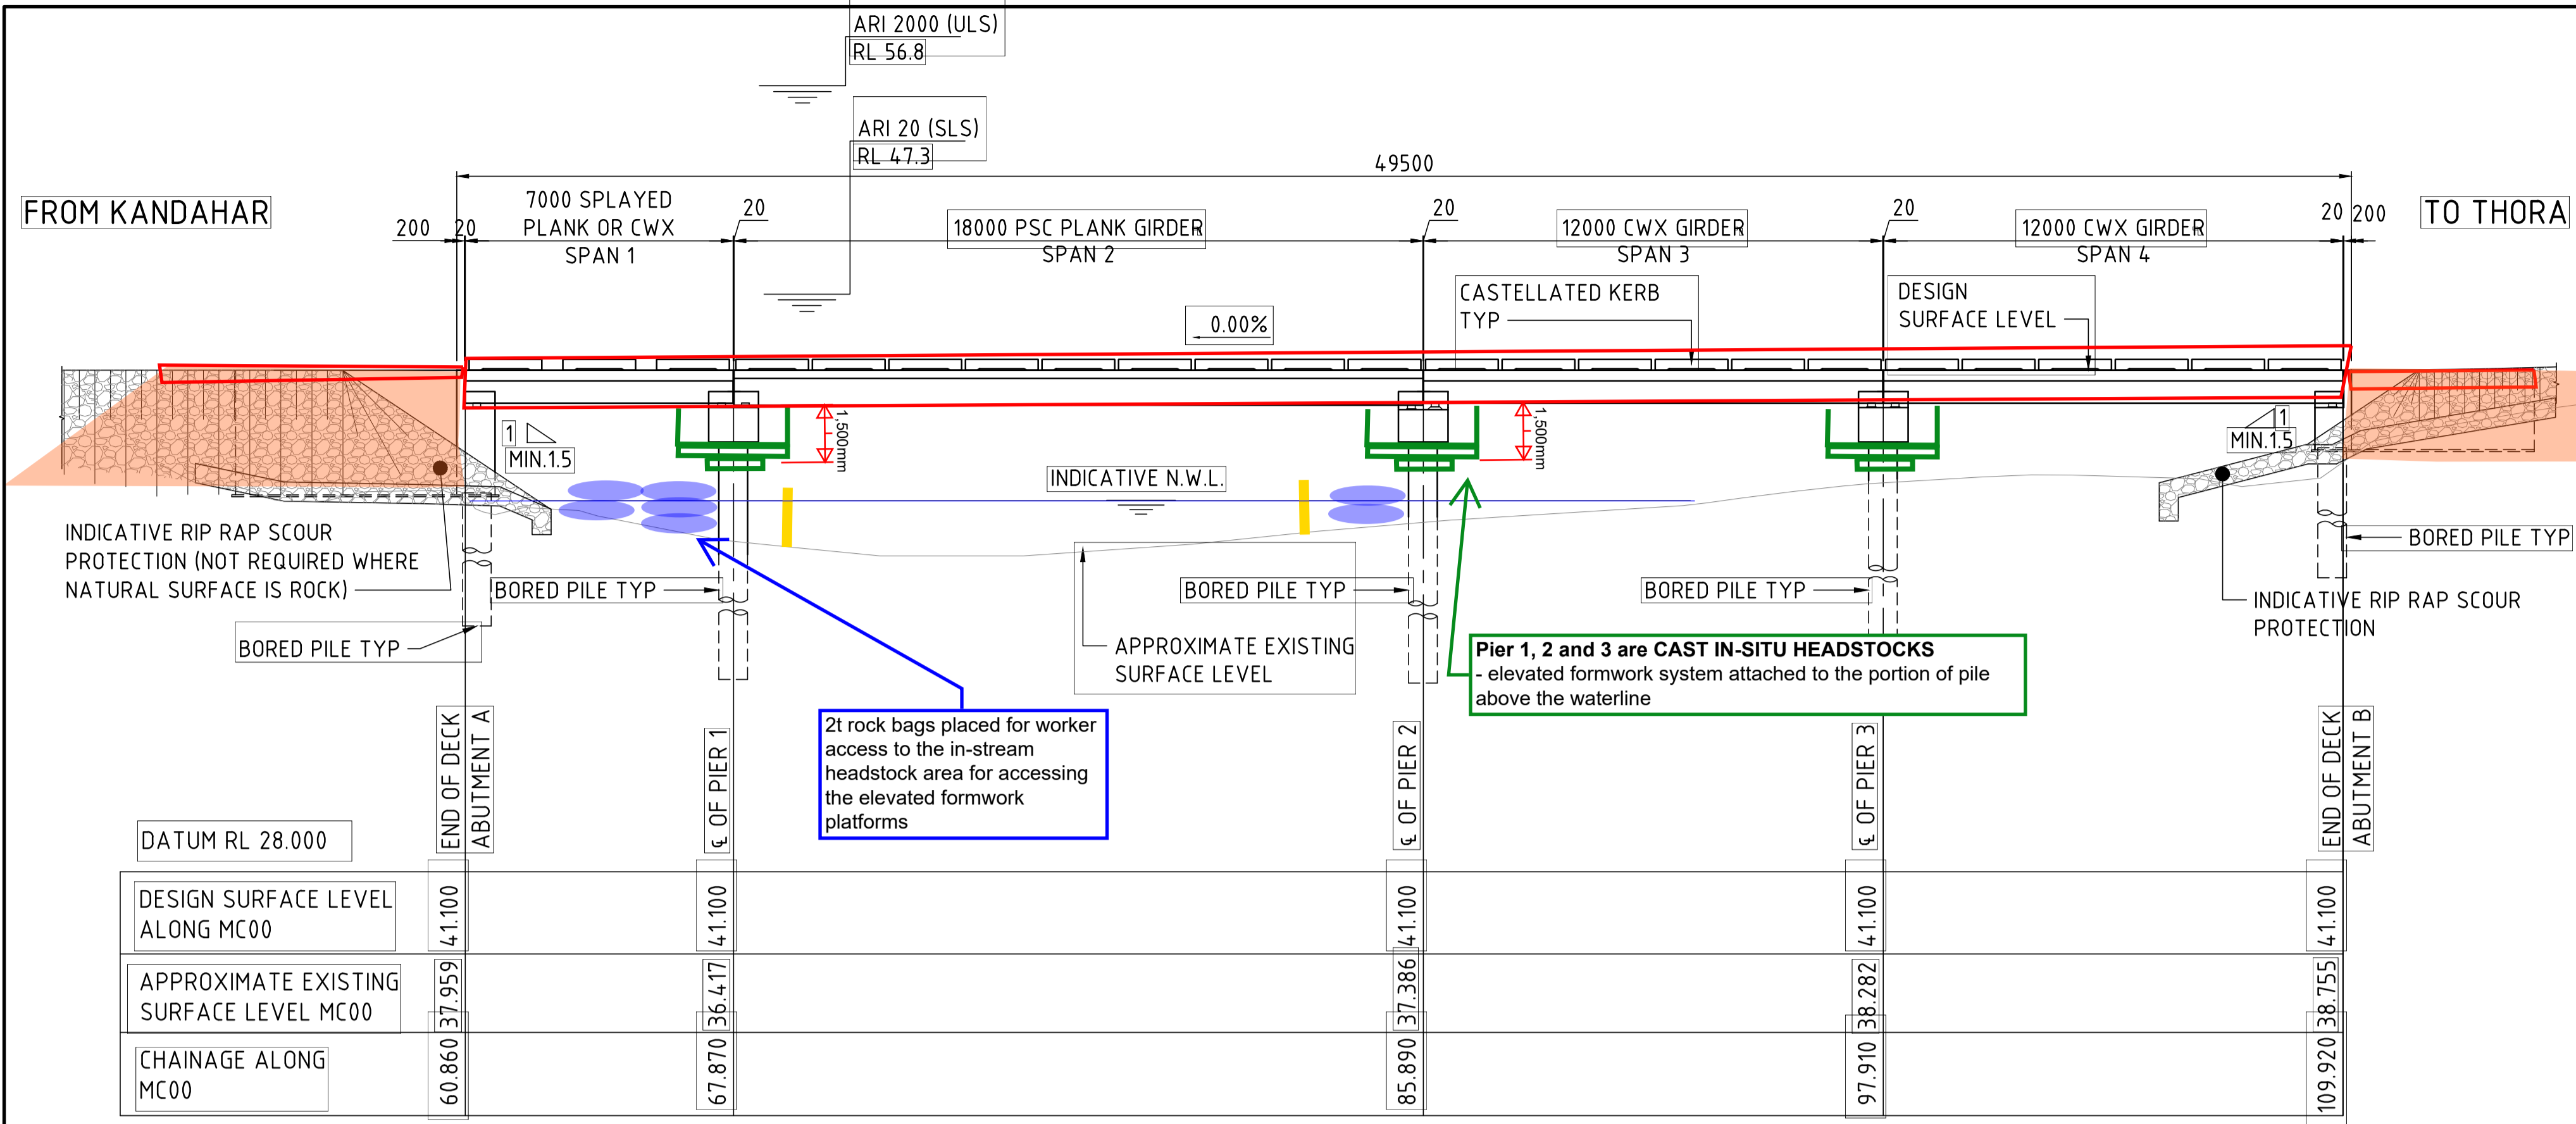 ARI 2000 (ULS)
RL 56.8
ARI 20 (SLS)
RL 47.3
49500
FROM KANDAHAR
TO THORA
200
20
7000 SPLAYED
PLANK OR CWX
SPAN 1
20
18000 PSC PLANK GIRDER
SPAN 2
20
12000 CWX GIRDER
SPAN 3
20
12000 CWX GIRDER
SPAN 4
20
200
0.00%
CASTELLATED KERB
TYP
DESIGN
SURFACE LEVEL
1
MIN.1.5
1,500mm
1,500mm
1
MIN.1.5
INDICATIVE N.W.L.
INDICATIVE RIP RAP SCOUR
PROTECTION (NOT REQUIRED WHERE
NATURAL SURFACE IS ROCK)
BORED PILE TYP
BORED PILE TYP
BORED PILE TYP
BORED PILE TYP
BORED PILE TYP
INDICATIVE RIP RAP SCOUR
PROTECTION
APPROXIMATE EXISTING
SURFACE LEVEL
Pier 1, 2 and 3 are CAST IN-SITU HEADSTOCKS
- elevated formwork system attached to the portion of pile
above the waterline
2t rock bags placed for worker
access to the in-stream
headstock area for accessing
the elevated formwork
platforms
END OF DECK
ABUTMENT A
℄ OF PIER 1
℄ OF PIER 2
℄ OF PIER 3
END OF DECK
ABUTMENT B
DATUM RL 28.000
DESIGN SURFACE LEVEL
ALONG MC00
41.100
41.100
41.100
41.100
41.100
APPROXIMATE EXISTING
SURFACE LEVEL MC00
37.959
36.417
37.386
38.282
38.755
CHAINAGE ALONG
MC00
60.860
67.870
85.890
97.910
109.920